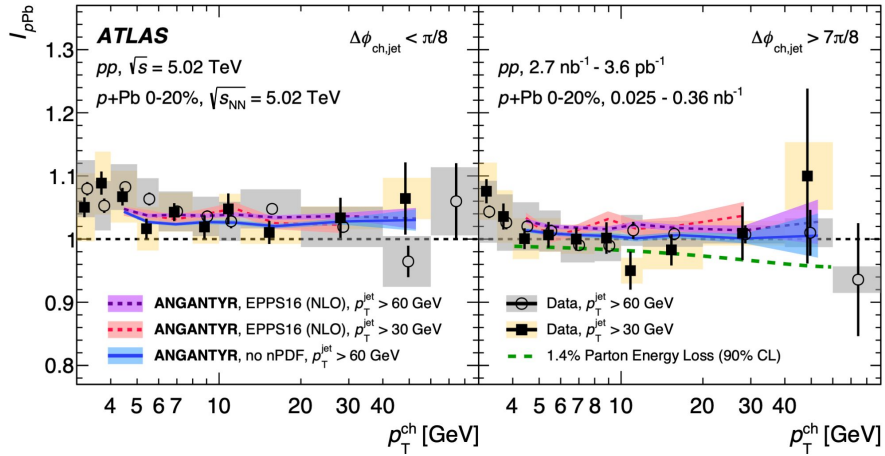 I_pPb
1.3
1.2
1.1
1
0.9
0.8
ATLAS
Δϕ_ch,jet < π/8
pp, √s = 5.02 TeV
p+Pb 0-20%, √s_NN = 5.02 TeV
ANGANTYR, EPPS16 (NLO), p_T^jet > 60 GeV
ANGANTYR, EPPS16 (NLO), p_T^jet > 30 GeV
ANGANTYR, no nPDF, p_T^jet > 60 GeV
4 5 6 7 10 20 30 40
p_T^ch [GeV]
Δϕ_ch,jet > 7π/8
pp, 2.7 nb⁻¹ - 3.6 pb⁻¹
p+Pb 0-20%, 0.025 - 0.36 nb⁻¹
Data, p_T^jet > 60 GeV
Data, p_T^jet > 30 GeV
1.4% Parton Energy Loss (90% CL)
4 5 6 7 8 10 20 30 40
p_T^ch [GeV]